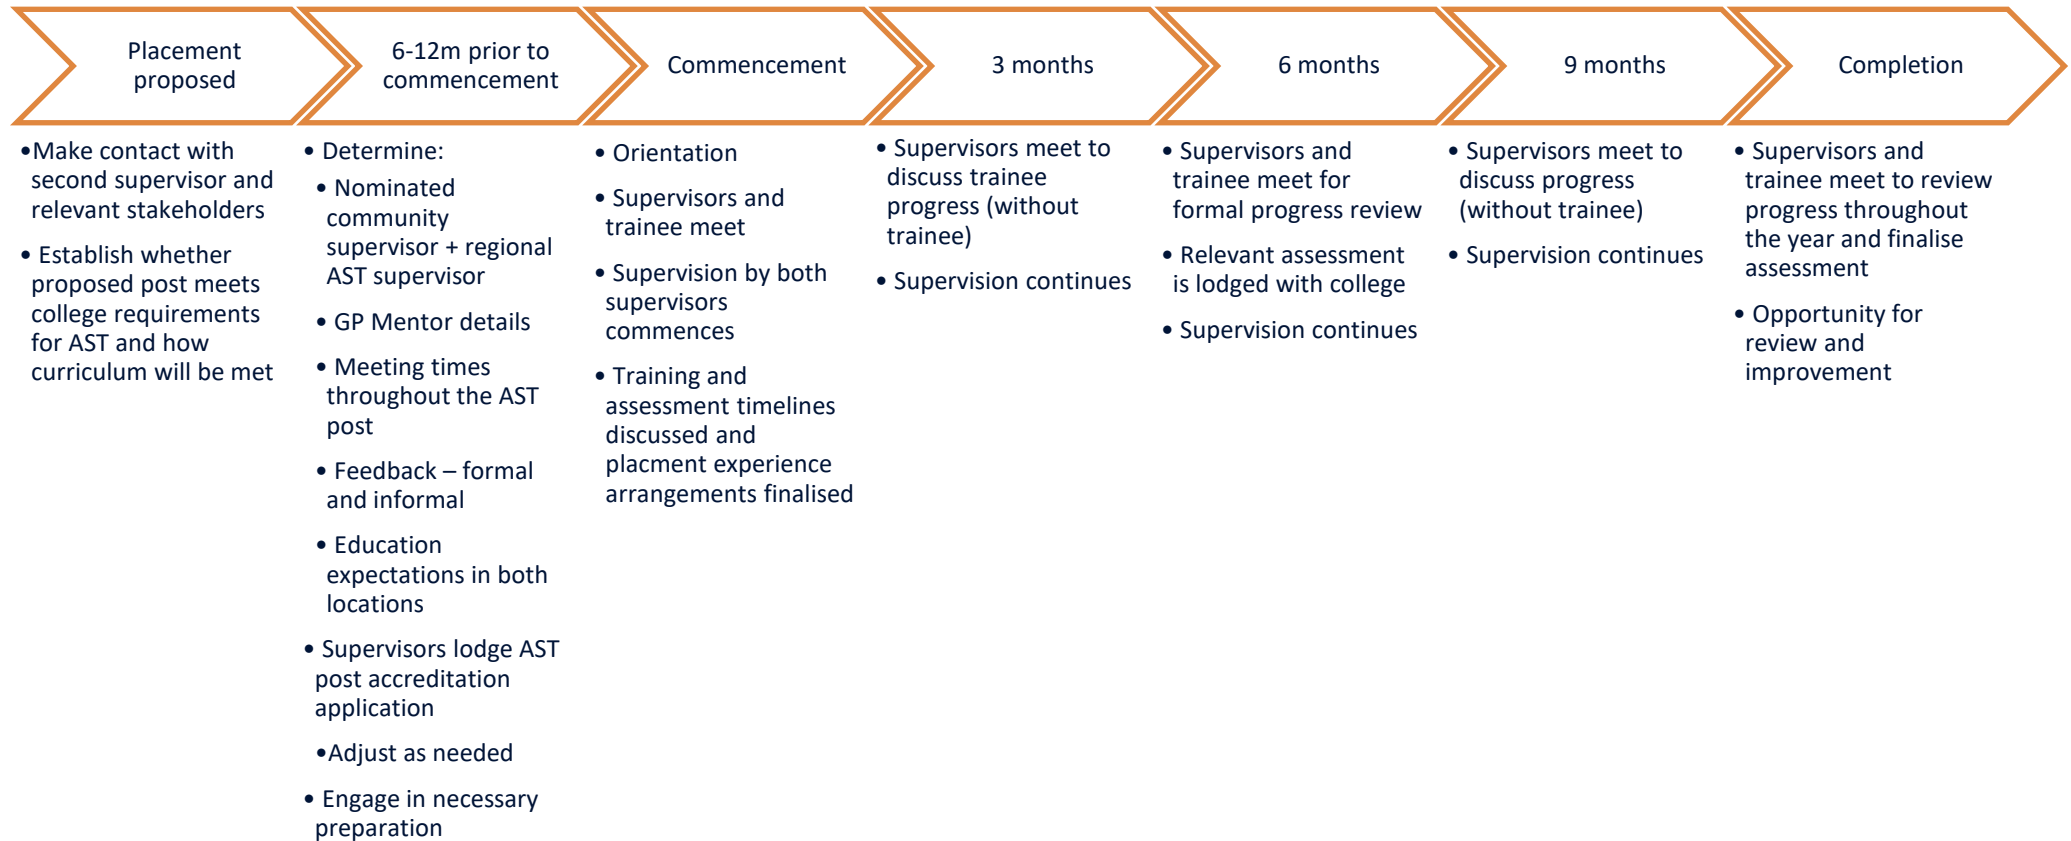 Placement
proposed
6-12m prior to
commencement
Commencement
3 months
6 months
9 months
Completion
•Make contact with
second supervisor and
relevant stakeholders
• Establish whether
proposed post meets
college requirements
for AST and how
curriculum will be met
• Determine:
• Nominated
community
supervisor + regional
AST supervisor
• GP Mentor details
• Meeting times
throughout the AST
post
• Feedback – formal
and informal
• Education
expectations in both
locations
• Supervisors lodge AST
post accreditation
application
•Adjust as needed
• Engage in necessary
preparation
• Orientation
• Supervisors and
trainee meet
• Supervision by both
supervisors
commences
• Training and
assessment timelines
discussed and
placment experience
arrangements finalised
• Supervisors meet to
discuss trainee
progress (without
trainee)
• Supervision continues
• Supervisors and
trainee meet for
formal progress review
• Relevant assessment
is lodged with college
• Supervision continues
• Supervisors meet to
discuss progress
(without trainee)
• Supervision continues
• Supervisors and
trainee meet to review
progress throughout
the year and finalise
assessment
• Opportunity for
review and
improvement